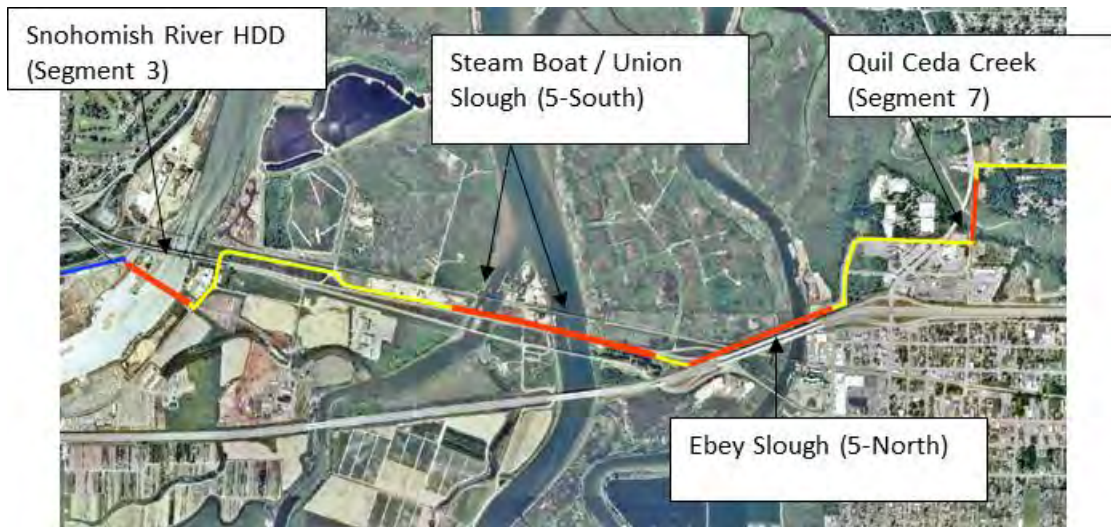 Snohomish River HDD
(Segment 3)
Steam Boat / Union
Slough (5-South)
Quil Ceda Creek
(Segment 7)
Ebey Slough (5-North)